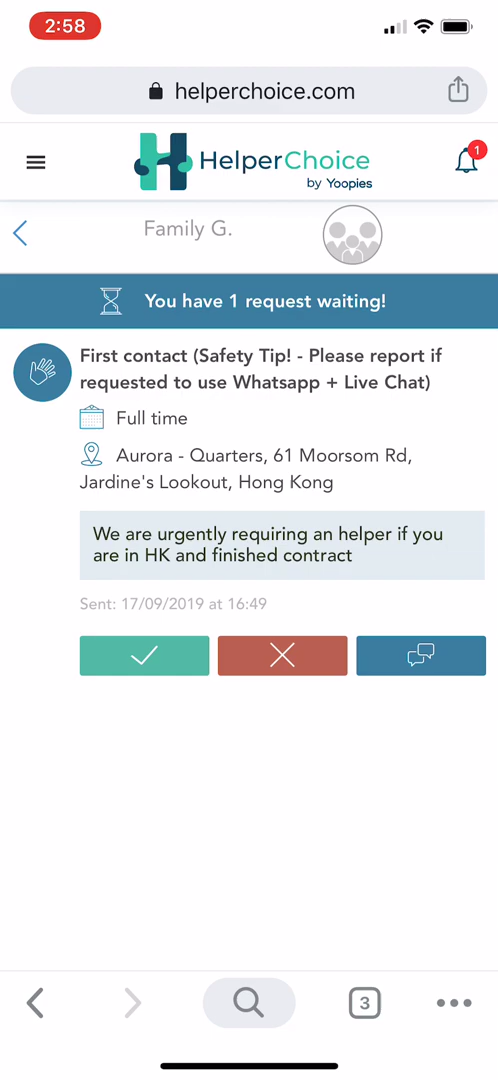 2:58
helperchoice.com
HelperChoice
by Yoopies
1
Family G.
You have 1 request waiting!
First contact (Safety Tip! - Please report if
requested to use Whatsapp + Live Chat)
Full time
Aurora - Quarters, 61 Moorsom Rd,
Jardine's Lookout, Hong Kong
We are urgently requiring an helper if you
are in HK and finished contract
Sent: 17/09/2019 at 16:49
3